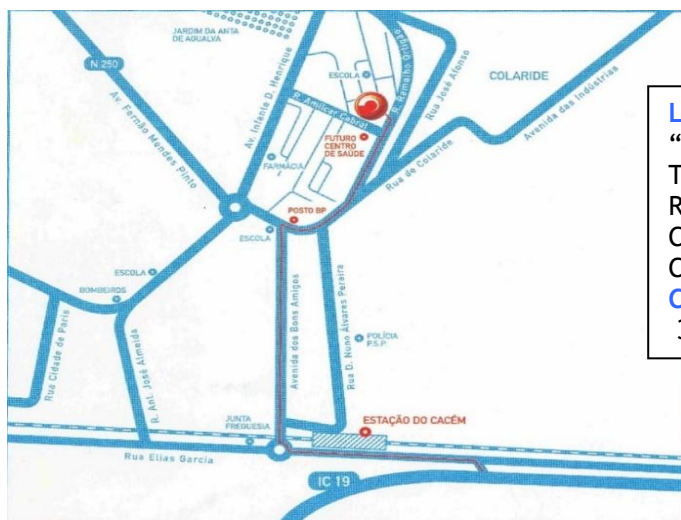 JARDIM DA ANTA
DE AGUALVA
N 250
Av. Infante D. Henrique
ESCOLA
R. Ramalho Ortigão
Rua José Afonso
COLARIDE
Avenida das Indústrias
Av. Fernão Mendes Pinto
R. Amílcar Cabral
FUTURO
CENTRO
DE SAÚDE
FARMÁCIA
Rua de Colaride
POSTO BP
ESCOLA
ESCOLA
BOMBEIROS
Rua Cidade de Paris
R. Ant. José Almeida
Avenida dos Bons Amigos
Rua D. Nuno Álvares Pereira
POLÍCIA
P.S.P.
JUNTA
FREGUESIA
ESTAÇÃO DO CACÉM
Rua Elias Garcia
IC 19
L
“
T
R
C
C
C